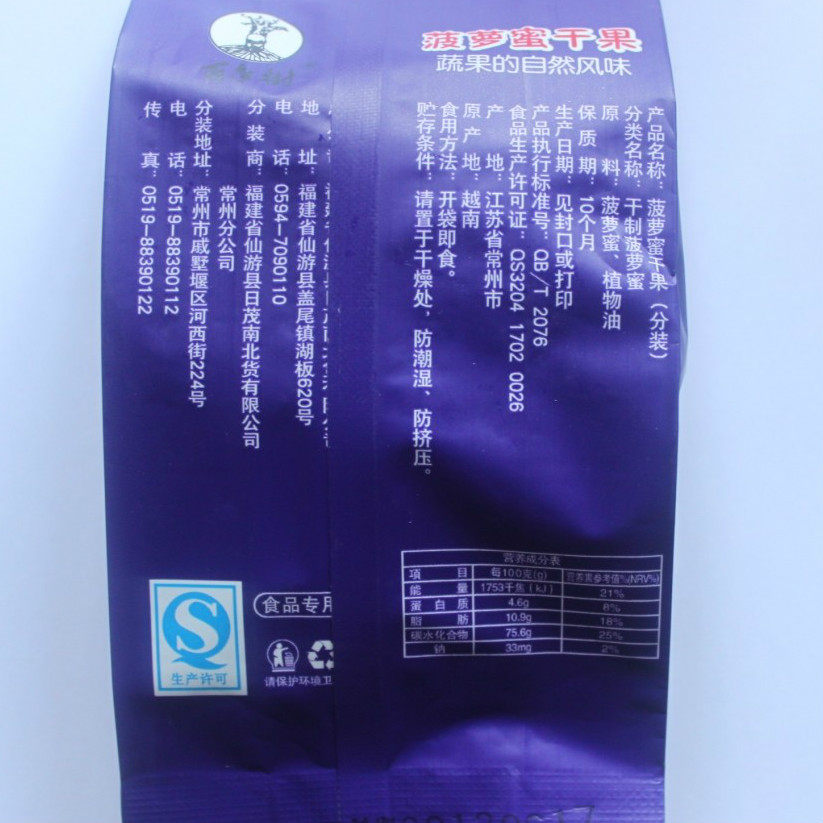 菠萝蜜干果
蔬果的自然风味
产品名称：菠萝蜜干果（分装）
分类名称：干制菠萝蜜
原 料：菠萝蜜、植物油
保 质 期：10个月
生产日期：见封口或打印
产品执行标准号：QB/T 2076
食品生产许可证：QS3204 1702 0026
产 地：江苏省常州市
原 产 地：越南
食用方法：开袋即食。
贮存条件：请置于干燥处，防潮湿、防挤压。
地 址：福建省仙游县盖尾镇湖板620号
电 话：0594-7090110
分 装 商：福建省仙游县日茂南北货有限公司
常州分公司
分装地址：常州市戚墅堰区河西街224号
电 话：0519-88390112
传 真：0519-88390122
营养成分表
項 目 每100克(g) 营养素参考值%(NRV%)
能 量 1753千焦(kJ) 21%
蛋 白 质 4.6g 8%
脂 肪 10.9g 18%
碳水化合物 75.6g 25%
钠 33mg 2%
食品专用
生产许可
请保护环境卫